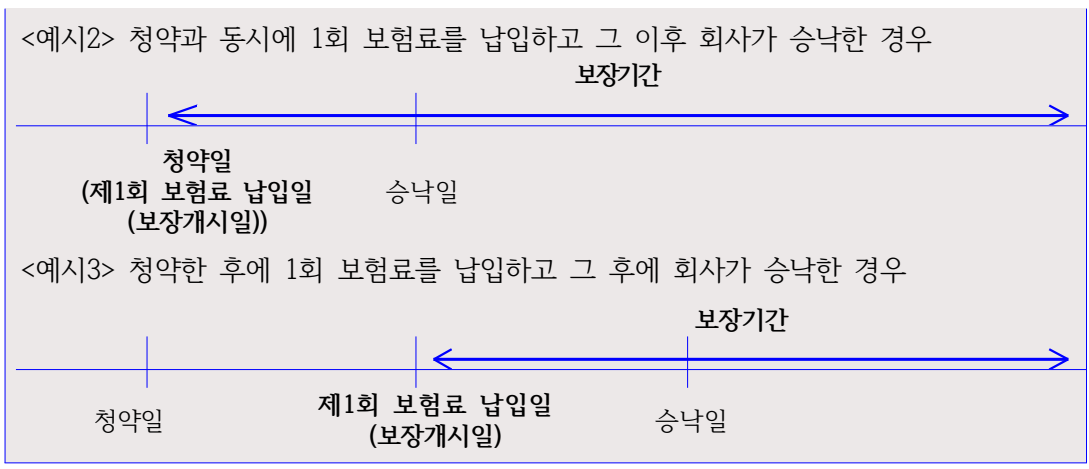 <예시2> 청약과 동시에 1회 보험료를 납입하고 그 이후 회사가 승낙한 경우
보장기간
청약일
(제1회 보험료 납입일
(보장개시일))
승낙일
<예시3> 청약한 후에 1회 보험료를 납입하고 그 후에 회사가 승낙한 경우
보장기간
청약일
제1회 보험료 납입일
(보장개시일)
승낙일